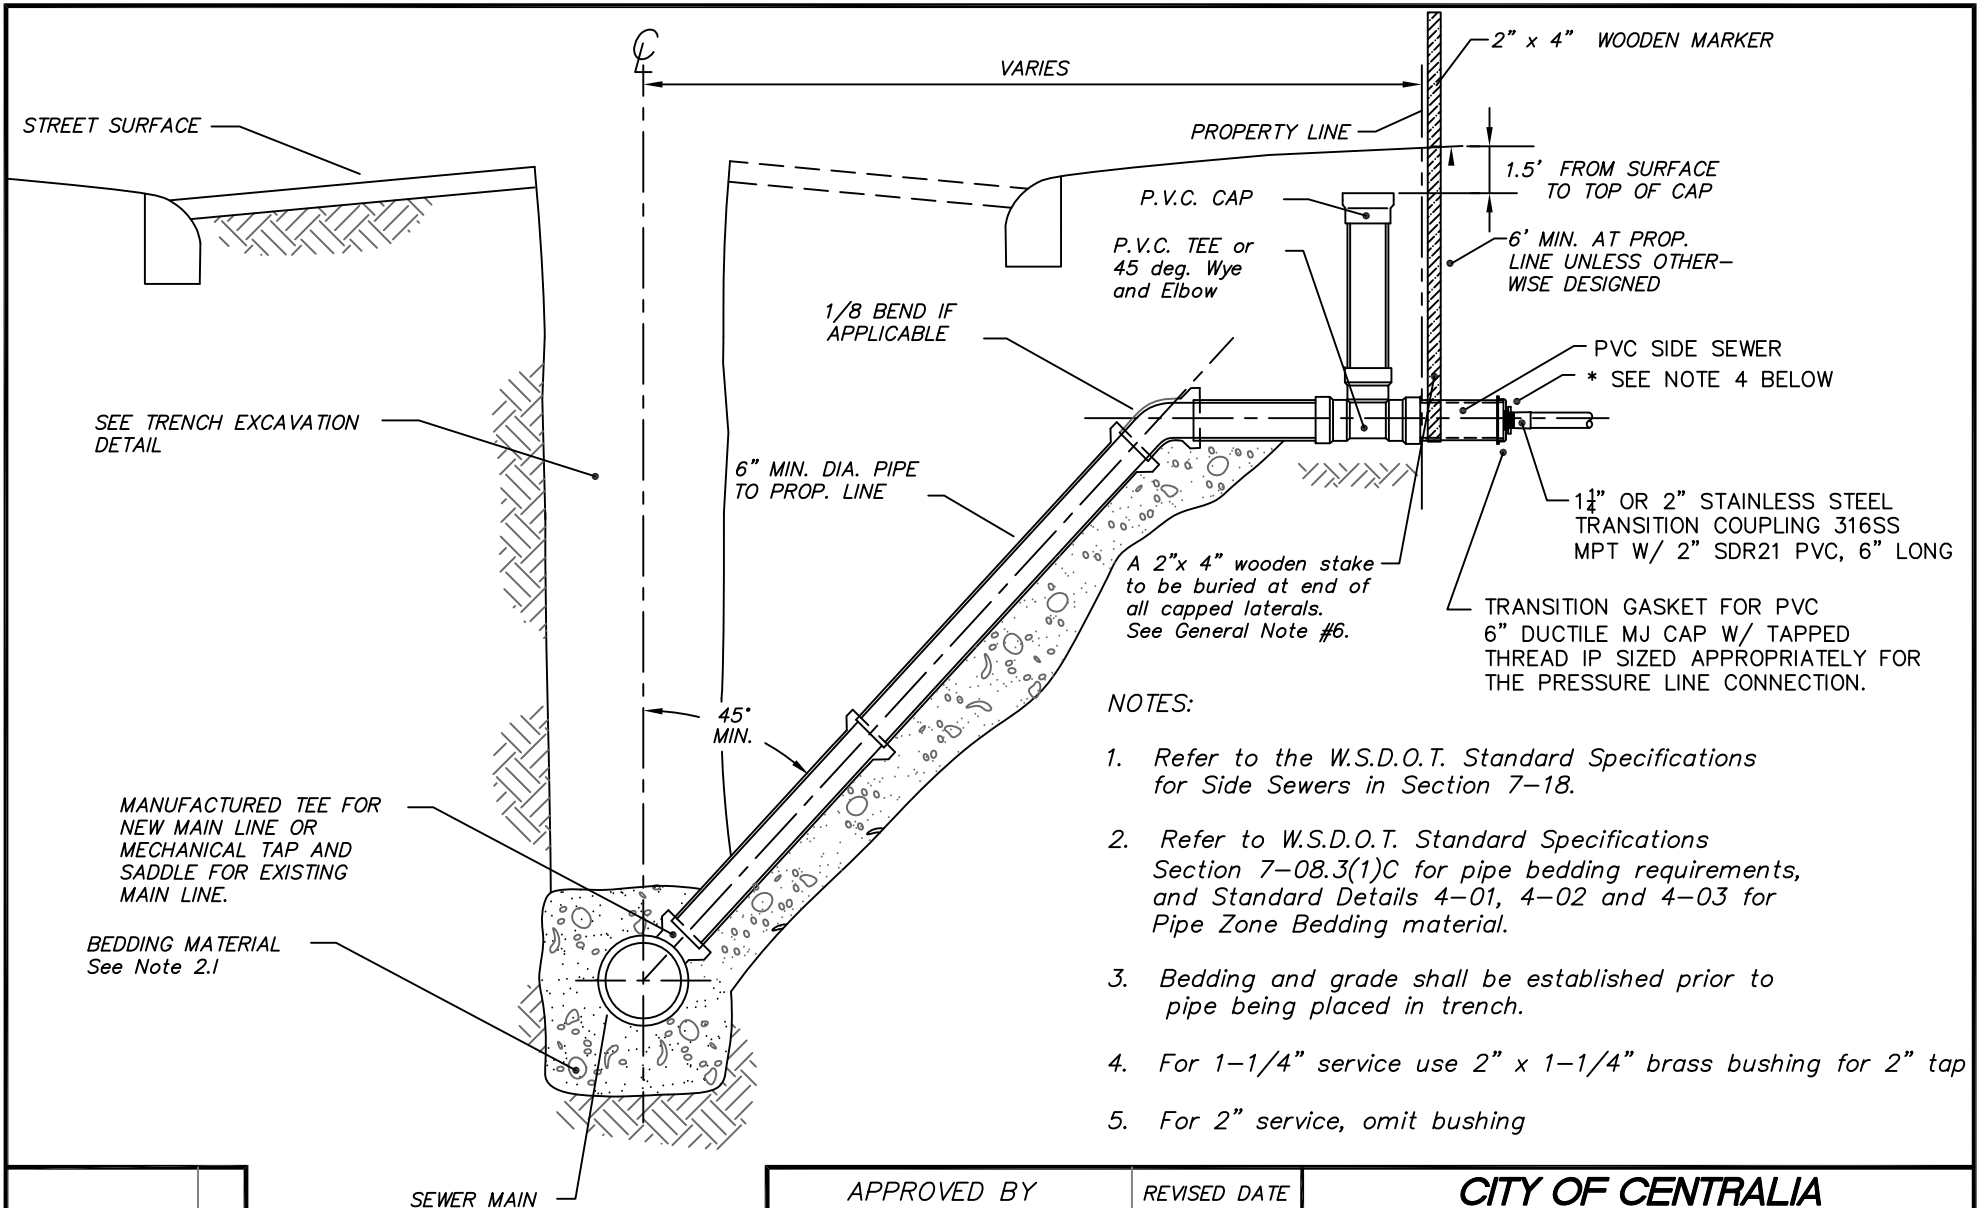 ℄
VARIES
2" x 4" WOODEN MARKER
STREET SURFACE
PROPERTY LINE
1.5' FROM SURFACE
TO TOP OF CAP
P.V.C. CAP
P.V.C. TEE or
45 deg. Wye
and Elbow
6' MIN. AT PROP.
LINE UNLESS OTHER-
WISE DESIGNED
1/8 BEND IF
APPLICABLE
PVC SIDE SEWER
* SEE NOTE 4 BELOW
SEE TRENCH EXCAVATION
DETAIL
6" MIN. DIA. PIPE
TO PROP. LINE
1¼" OR 2" STAINLESS STEEL
TRANSITION COUPLING 316SS
MPT W/ 2" SDR21 PVC, 6" LONG
A 2"x 4" wooden stake
to be buried at end of
all capped laterals.
See General Note #6.
TRANSITION GASKET FOR PVC
6" DUCTILE MJ CAP W/ TAPPED
THREAD IP SIZED APPROPRIATELY FOR
THE PRESSURE LINE CONNECTION.
45°
MIN.
MANUFACTURED TEE FOR
NEW MAIN LINE OR
MECHANICAL TAP AND
SADDLE FOR EXISTING
MAIN LINE.
BEDDING MATERIAL
See Note 2.1
SEWER MAIN
NOTES:
1. Refer to the W.S.D.O.T. Standard Specifications
for Side Sewers in Section 7-18.
2. Refer to W.S.D.O.T. Standard Specifications
Section 7-08.3(1)C for pipe bedding requirements,
and Standard Details 4-01, 4-02 and 4-03 for
Pipe Zone Bedding material.
3. Bedding and grade shall be established prior to
pipe being placed in trench.
4. For 1-1/4" service use 2" x 1-1/4" brass bushing for 2" tap
5. For 2" service, omit bushing
APPROVED BY
REVISED DATE
CITY OF CENTRALIA